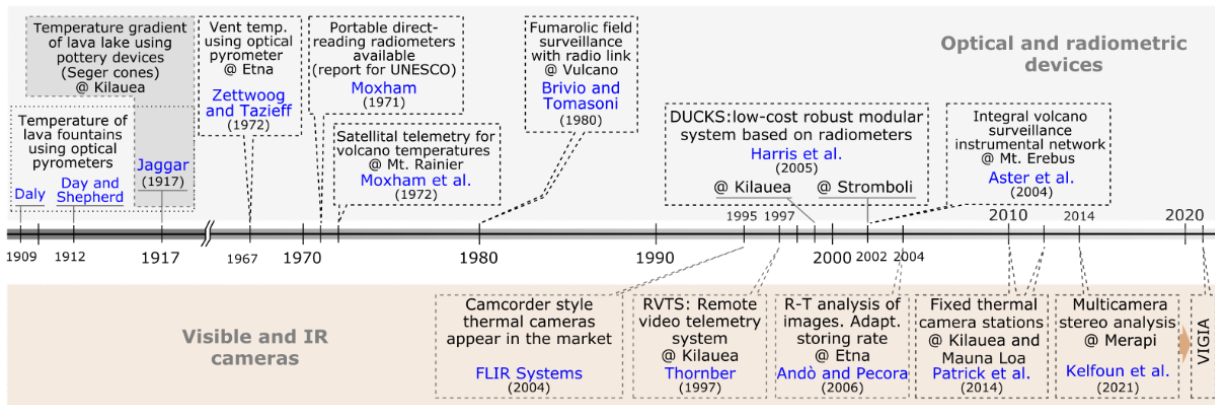 Temperature gradient
of lava lake using
pottery devices
(Seger cones)
@ Kilauea
Temperature of
lava fountains
using optical
pyrometers
Daly
Day and
Shepherd
Jaggar
(1917)
Vent temp.
using optical
pyrometer
@ Etna
Zettwoog
and Tazieff
(1972)
Portable direct-
reading radiometers
available
(report for UNESCO)
Moxham
(1971)
Satellital telemetry for
volcano temperatures
@ Mt. Rainier
Moxham et al.
(1972)
Fumarolic field
surveillance
with radio link
@ Vulcano
Brivio and
Tomasoni
(1980)
Optical and radiometric
devices
DUCKS:low-cost robust modular
system based on radiometers
Harris et al.
(2005)
@ Kilauea
@ Stromboli
Integral volcano
surveillance
instrumental network
@ Mt. Erebus
Aster et al.
(2004)
1995
1997
2010
2014
2020
1909
1912
1917
1967
1970
1980
1990
2000
2002
2004
Visible and IR
cameras
Camcorder style
thermal cameras
appear in the market
FLIR Systems
(2004)
RVTS: Remote
video telemetry
system
@ Kilauea
Thornber
(1997)
R-T analysis of
images. Adapt.
storing rate
@ Etna
Andò and Pecora
(2006)
Fixed thermal
camera stations
@ Kilauea and
Mauna Loa
Patrick et al.
(2014)
Multicamera
stereo analysis
@ Merapi
Kelfoun et al.
(2021)
VIGIA